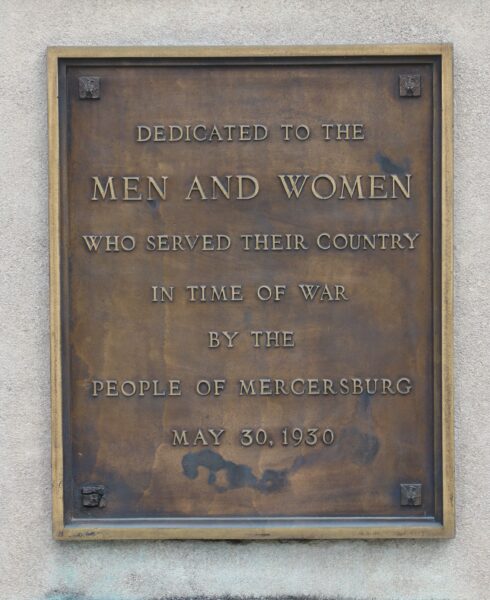 DEDICATED TO THE
MEN AND WOMEN
WHO SERVED THEIR COUNTRY
IN TIME OF WAR
BY THE
PEOPLE OF MERCERSBURG
MAY 30, 1930